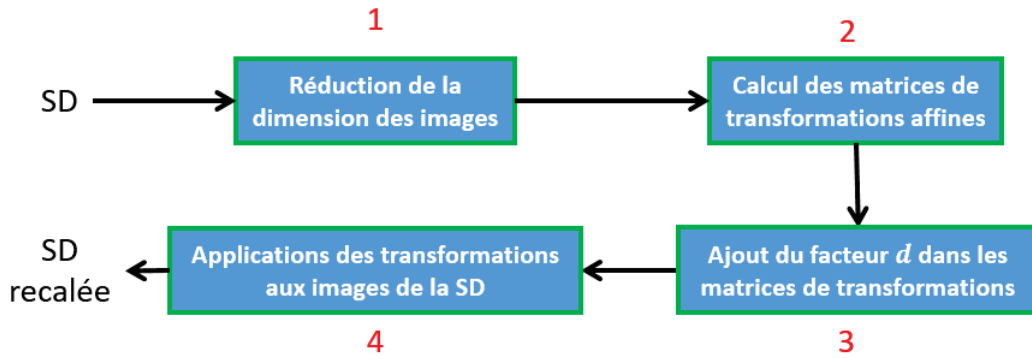 1
2
SD
Réduction de la
dimension des images
Calcul des matrices de
transformations affines
SD
recalée
Applications des transformations
aux images de la SD
Ajout du facteur d dans les
matrices de transformations
4
3